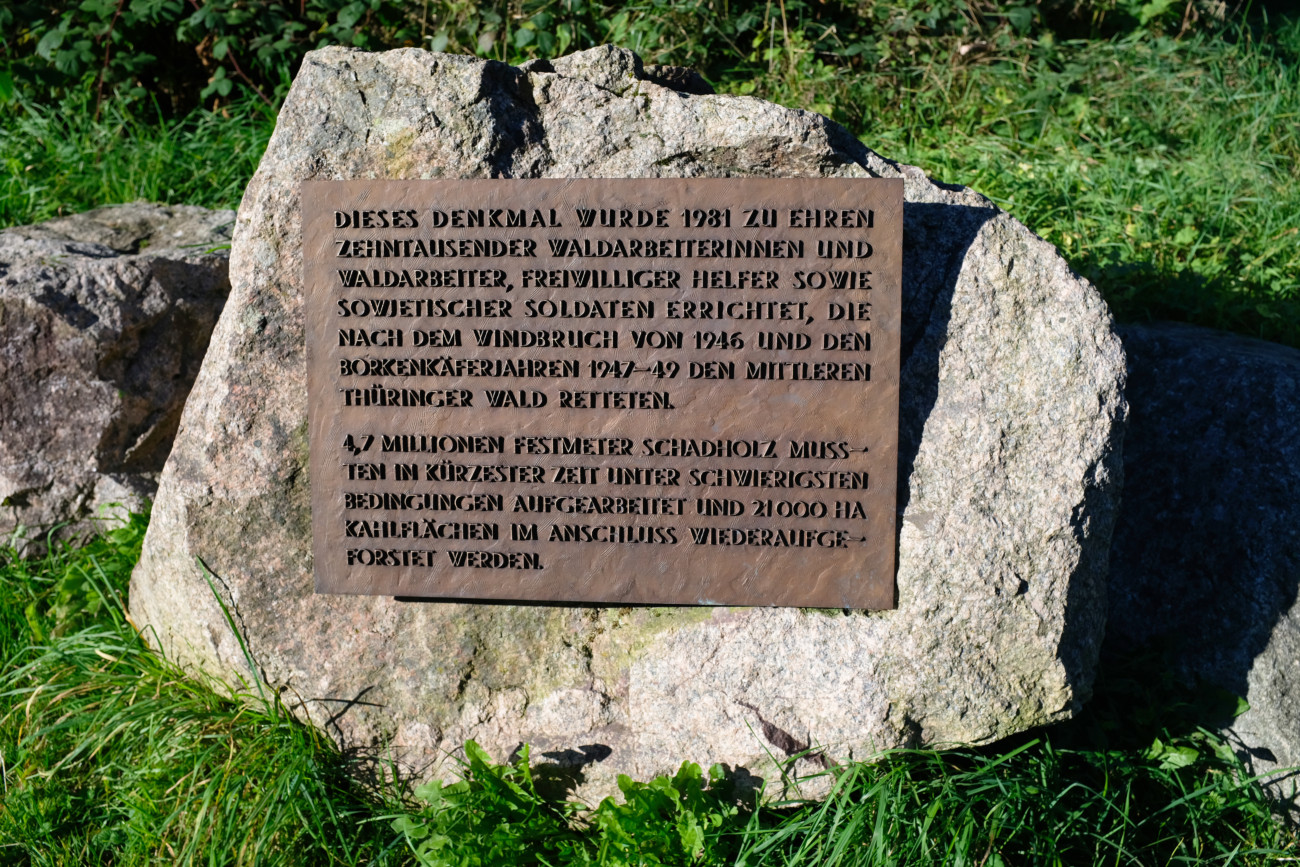 DIESES DENKMAL WURDE 1981 ZU EHREN
ZEHNTAUSENDER WALDARBEITERINNEN UND
WALDARBEITER, FREIWILLIGER HELFER SOWIE
SOWJETISCHER SOLDATEN ERRICHTET, DIE
NACH DEM WINDBRUCH VON 1946 UND DEN
BORKENKÄFERJAHREN 1947–49 DEN MITTLEREN
THÜRINGER WALD RETTETEN.
4,7 MILLIONEN FESTMETER SCHADHOLZ MUSS-
TEN IN KÜRZESTER ZEIT UNTER SCHWIERIGSTEN
BEDINGUNGEN AUFGEARBEITET UND 21000 HA
KAHLFLÄCHEN IM ANSCHLUSS WIEDERAUFGE-
FORSTET WERDEN.